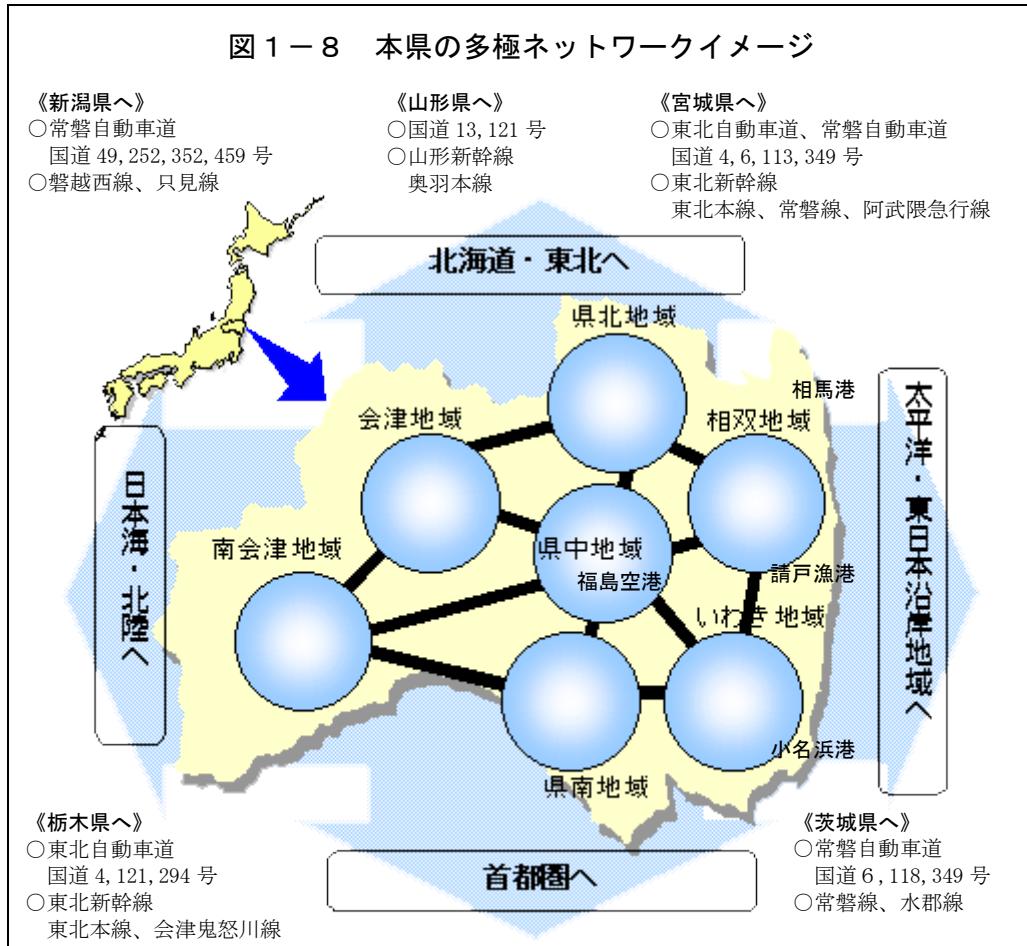 図１－８ 本県の多極ネットワークイメージ
《新潟県へ》
○常磐自動車道
国道 49, 252, 352, 459 号
○磐越西線、只見線
《山形県へ》
○国道 13, 121 号
○山形新幹線
奥羽本線
《宮城県へ》
○東北自動車道、常磐自動車道
国道 4, 6, 113, 349 号
○東北新幹線
東北本線、常磐線、阿武隈急行線
北海道・東北へ
県北地域
相馬港
会津地域
相双地域
太平洋・東日本沿岸地域へ
日本海・北陸へ
南会津地域
県中地域
福島空港
請戸漁港
いわき地域
小名浜港
県南地域
《栃木県へ》
○東北自動車道
国道 4, 121, 294 号
○東北新幹線
東北本線、会津鬼怒川線
首都圏へ
《茨城県へ》
○常磐自動車道
国道６, 118, 349 号
○常磐線、水郡線